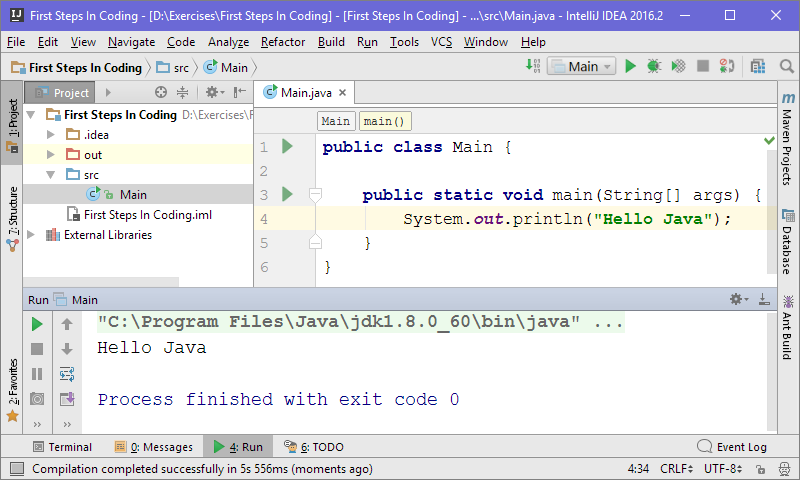 First Steps In Coding - [D:\Exercises\First Steps In Coding] - [First Steps In Coding] - ...\src\Main.java - IntelliJ IDEA 2016.2
File Edit View Navigate Code Analyze Refactor Build Run Tools VCS Window Help
First Steps In Coding src Main
Main
1: Project
7: Structure
2: Favorites
Project
First Steps In Coding D:\Exercises\F
.idea
out
src
Main
First Steps In Coding.iml
External Libraries
Main.java
Main main()
1 public class Main {
2
3 public static void main(String[] args) {
4 System.out.println("Hello Java");
5 }
6 }
Maven Projects
Database
Ant Build
Run Main
"C:\Program Files\Java\jdk1.8.0_60\bin\java" ...
Hello Java
Process finished with exit code 0
Terminal 0: Messages 4: Run 6: TODO Event Log
Compilation completed successfully in 5s 556ms (moments ago) 4:34 CRLF UTF-8